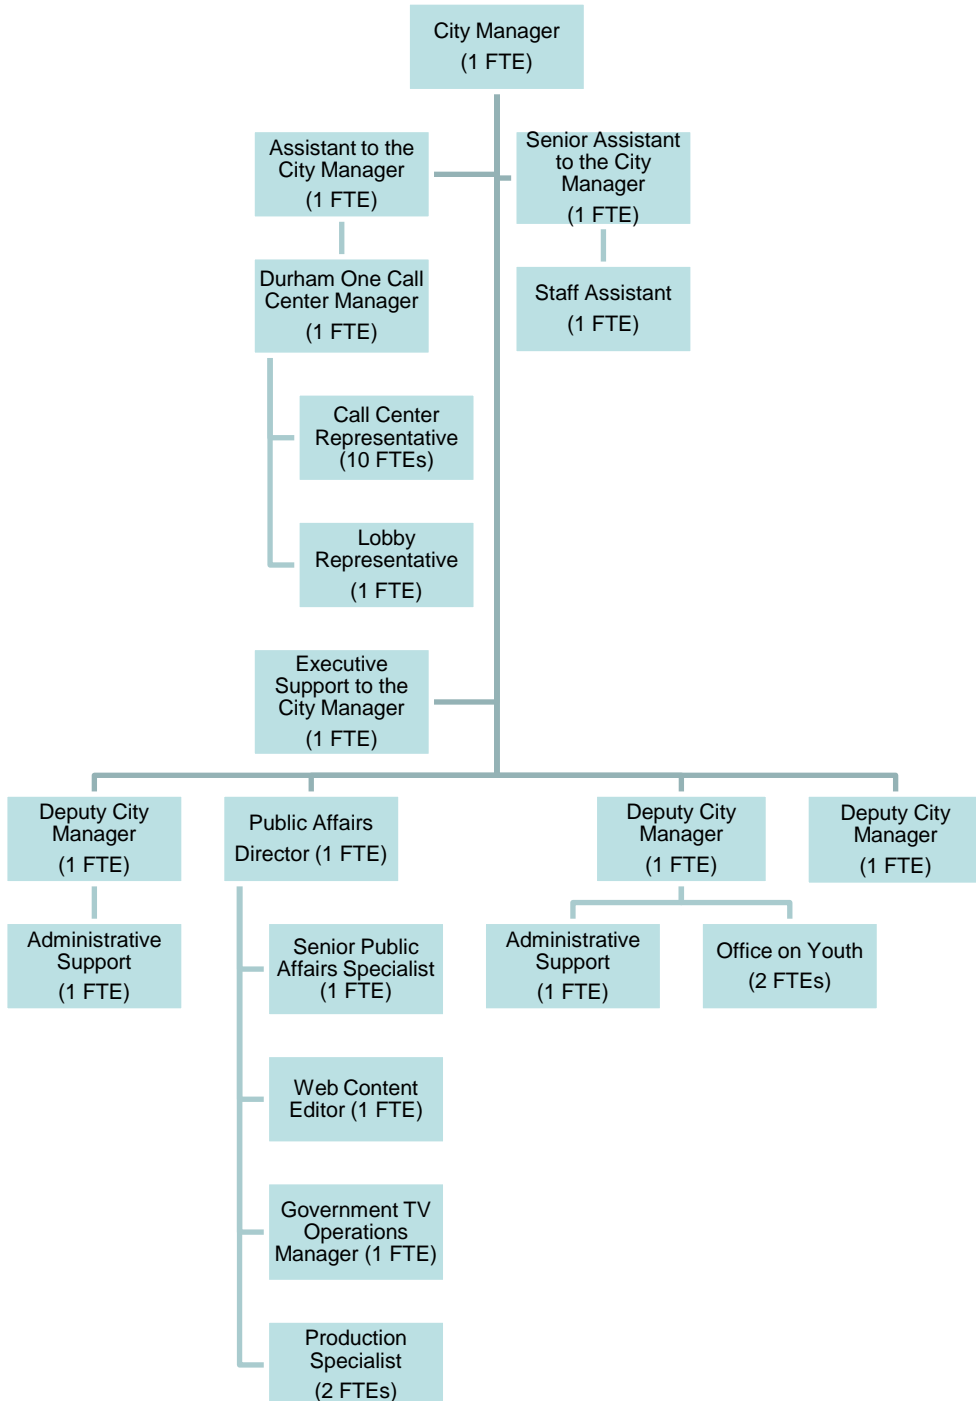 City Manager
(1 FTE)
Assistant to the
City Manager
(1 FTE)
Senior Assistant
to the City
Manager
(1 FTE)
Durham One Call
Center Manager
(1 FTE)
Staff Assistant
(1 FTE)
Call Center
Representative
(10 FTEs)
Lobby
Representative
(1 FTE)
Executive
Support to the
City Manager
(1 FTE)
Deputy City
Manager
(1 FTE)
Public Affairs
Director (1 FTE)
Deputy City
Manager
(1 FTE)
Deputy City
Manager
(1 FTE)
Administrative
Support
(1 FTE)
Senior Public
Affairs Specialist
(1 FTE)
Administrative
Support
(1 FTE)
Office on Youth
(2 FTEs)
Web Content
Editor (1 FTE)
Government TV
Operations
Manager (1 FTE)
Production
Specialist
(2 FTEs)